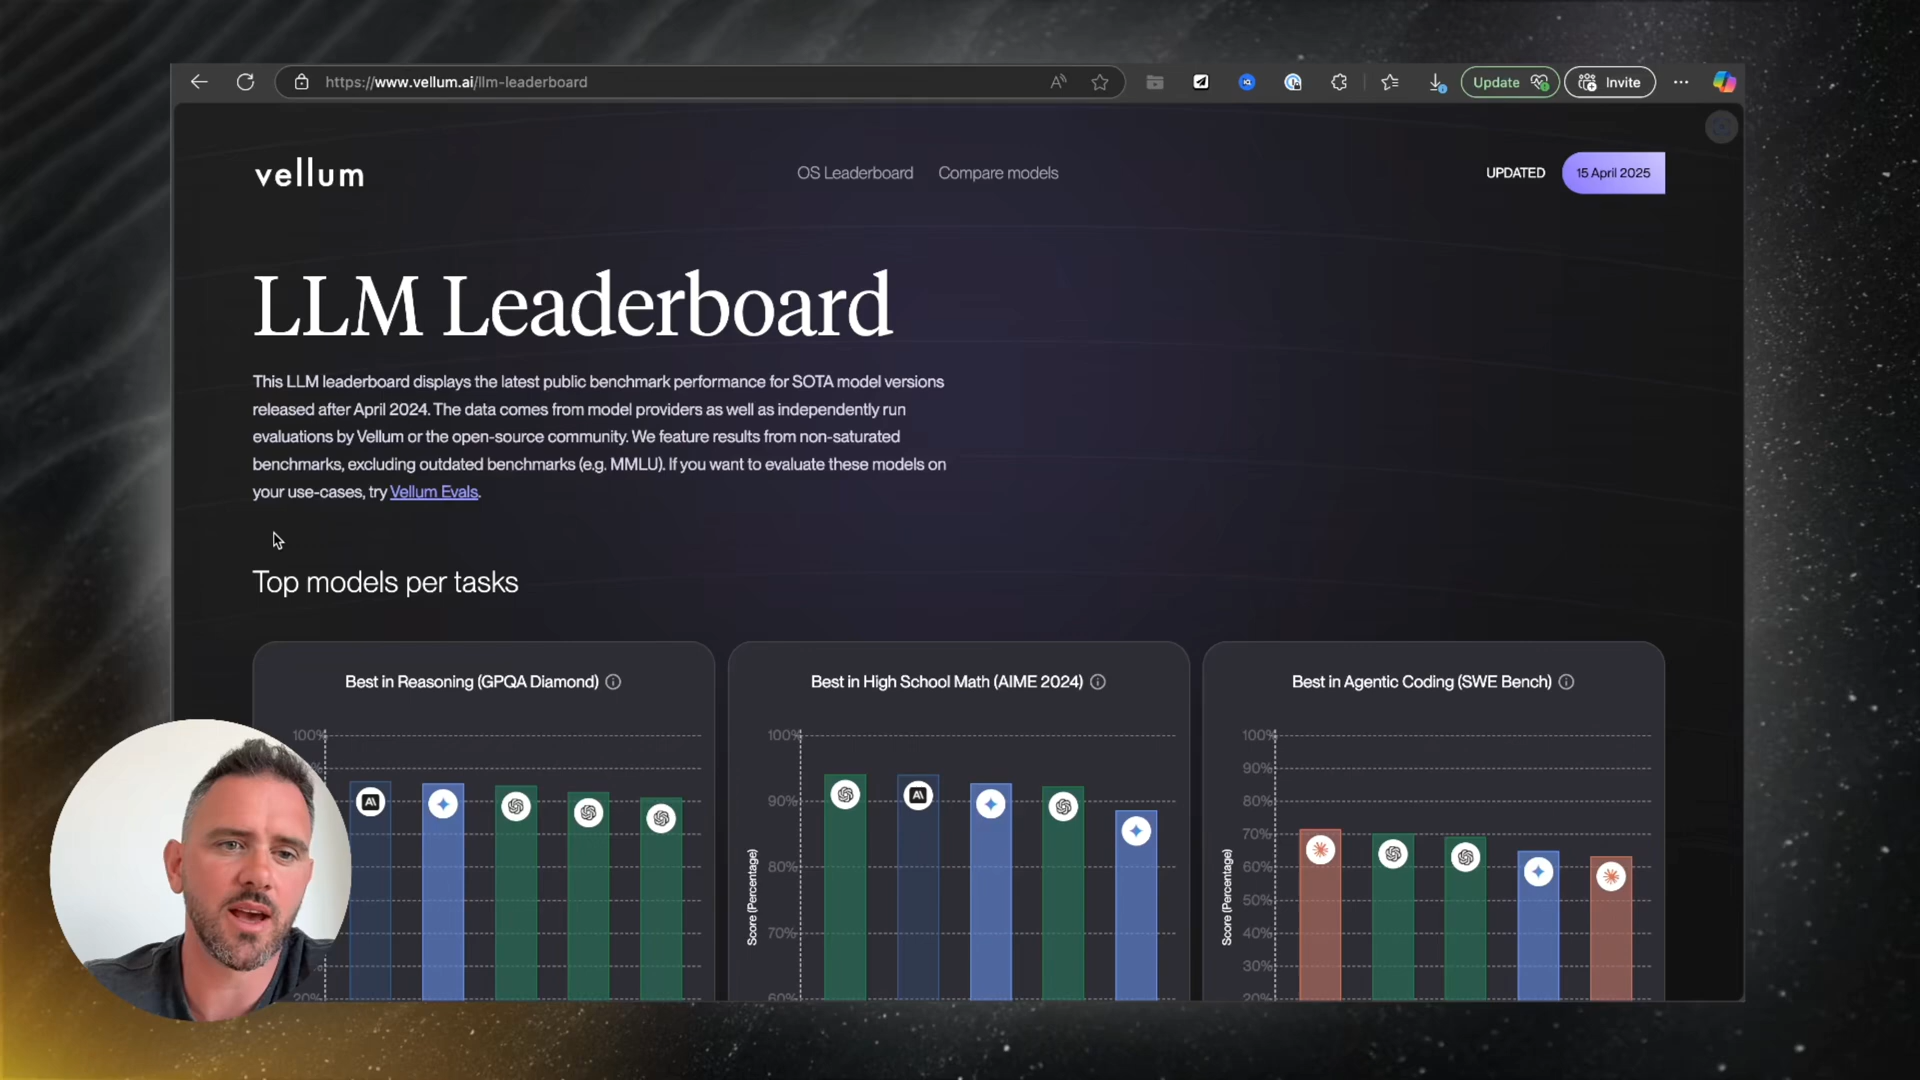 https://www.vellum.ai/llm-leaderboard
Update
Invite
vellum
OS Leaderboard
Compare models
UPDATED
15 April 2025
LLM Leaderboard
This LLM leaderboard displays the latest public benchmark performance for SOTA model versions
released after April 2024. The data comes from model providers as well as independently run
evaluations by Vellum or the open-source community. We feature results from non-saturated
benchmarks, excluding outdated benchmarks (e.g. MMLU). If you want to evaluate these models on
your use-cases, try Vellum Evals.
Top models per tasks
Best in Reasoning (GPQA Diamond)
100%
20%
Best in High School Math (AIME 2024)
Score (Percentage)
100%
90%
80%
70%
60%
Best in Agentic Coding (SWE Bench)
Score (Percentage)
100%
90%
80%
70%
60%
50%
40%
30%
20%